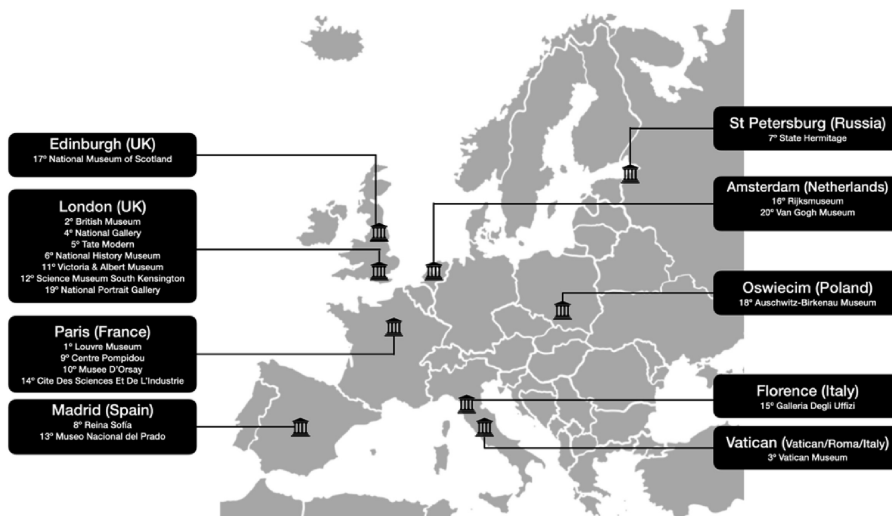 Edinburgh (UK)
17º National Museum of Scotland
London (UK)
2º British Museum
4º National Gallery
5º Tate Modern
6º National History Museum
11º Victoria & Albert Museum
12º Science Museum South Kensington
19º National Portrait Gallery
Paris (France)
1º Louvre Museum
9º Centre Pompidou
10º Musee D'Orsay
14º Cite Des Sciences Et De L'Industrie
Madrid (Spain)
8º Reina Sofía
13º Museo Nacional del Prado
St Petersburg (Russia)
7º State Hermitage
Amsterdam (Netherlands)
16º Rijksmuseum
20º Van Gogh Museum
Oswiecim (Poland)
18º Auschwitz-Birkenau Museum
Florence (Italy)
15º Galleria Degli Uffizi
Vatican (Vatican/Roma/Italy)
3º Vatican Museum